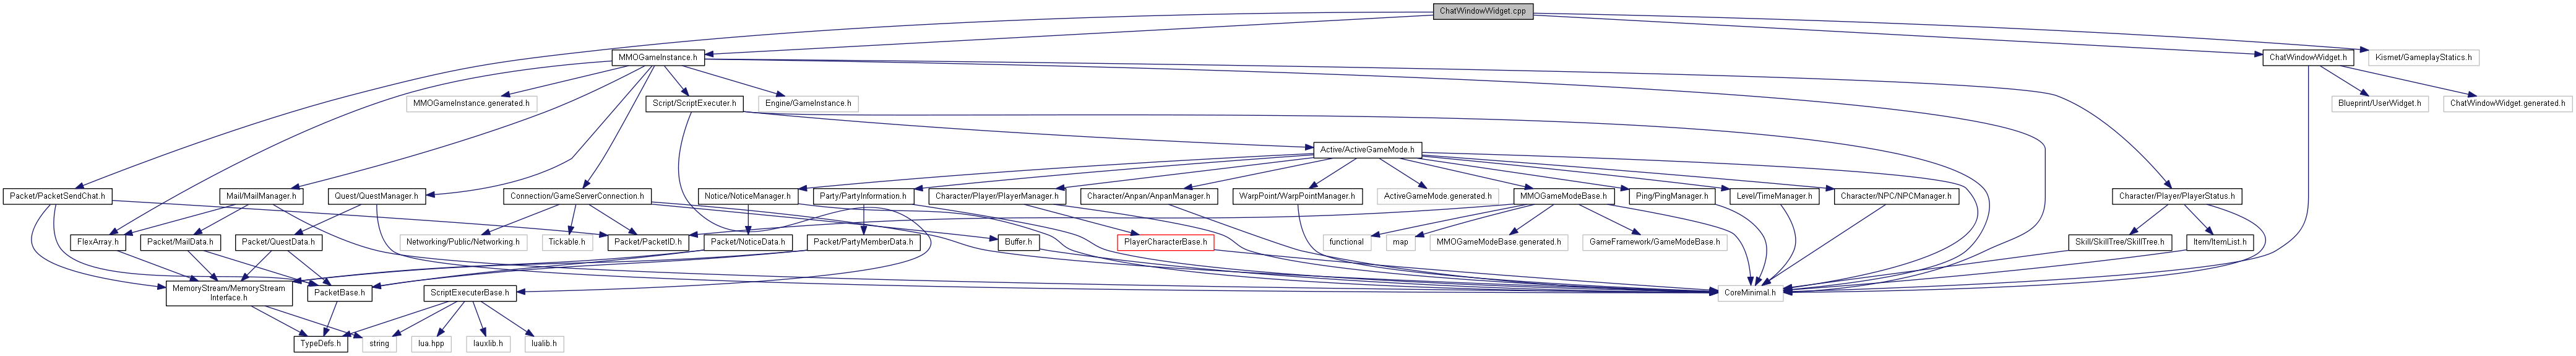 ChatWindowWidget.cpp
MMOGameInstance.h
ChatWindowWidget.h
Kismet/GameplayStatics.h
MMOGameInstance.generated.h
Script/ScriptExecuter.h
Engine/GameInstance.h
Blueprint/UserWidget.h
ChatWindowWidget.generated.h
Active/ActiveGameMode.h
Packet/PacketSendChat.h
Mail/MailManager.h
Quest/QuestManager.h
Connection/GameServerConnection.h
Notice/NoticeManager.h
Party/PartyInformation.h
Character/Player/PlayerManager.h
Character/Anpan/AnpanManager.h
WarpPoint/WarpPointManager.h
ActiveGameMode.generated.h
MMOGameModeBase.h
Ping/PingManager.h
Level/TimeManager.h
Character/NPC/NPCManager.h
Character/Player/PlayerStatus.h
FlexArray.h
Packet/MailData.h
Packet/QuestData.h
Networking/Public/Networking.h
Tickable.h
Packet/PacketID.h
Packet/NoticeData.h
Packet/PartyMemberData.h
Buffer.h
PlayerCharacterBase.h
functional
map
MMOGameModeBase.generated.h
GameFramework/GameModeBase.h
Skill/SkillTree/SkillTree.h
Item/ItemList.h
MemoryStream/MemoryStream
Interface.h
PacketBase.h
ScriptExecuterBase.h
CoreMinimal.h
TypeDefs.h
string
lua.hpp
lauxlib.h
lualib.h